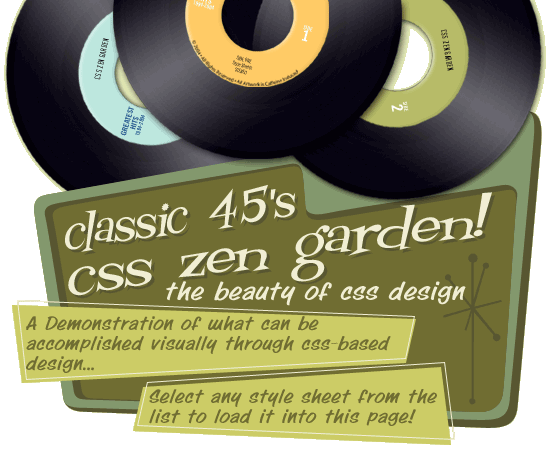 CSS ZEN GARDEN
GREATEST
HITS
SIDE
1
CSS ZEN GARDEN
SIDE
2
classic 45's
css zen garden!
the beauty of css design
A Demonstration of what can be
accomplished visually through css-based
design...
Select any style sheet from the
list to load it into this page!